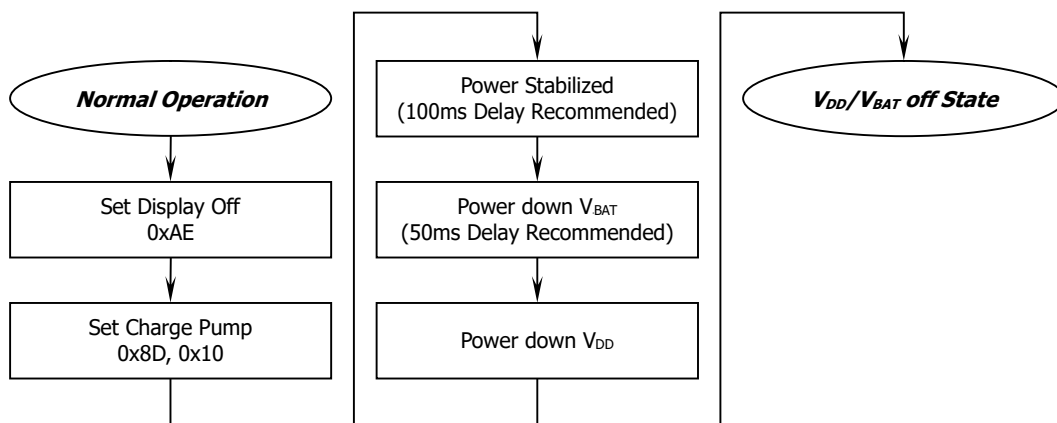 Normal Operation
Set Display Off
0xAE
Set Charge Pump
0x8D, 0x10
Power Stabilized
(100ms Delay Recommended)
Power down VBAT
(50ms Delay Recommended)
Power down VDD
VDD/VBAT off State